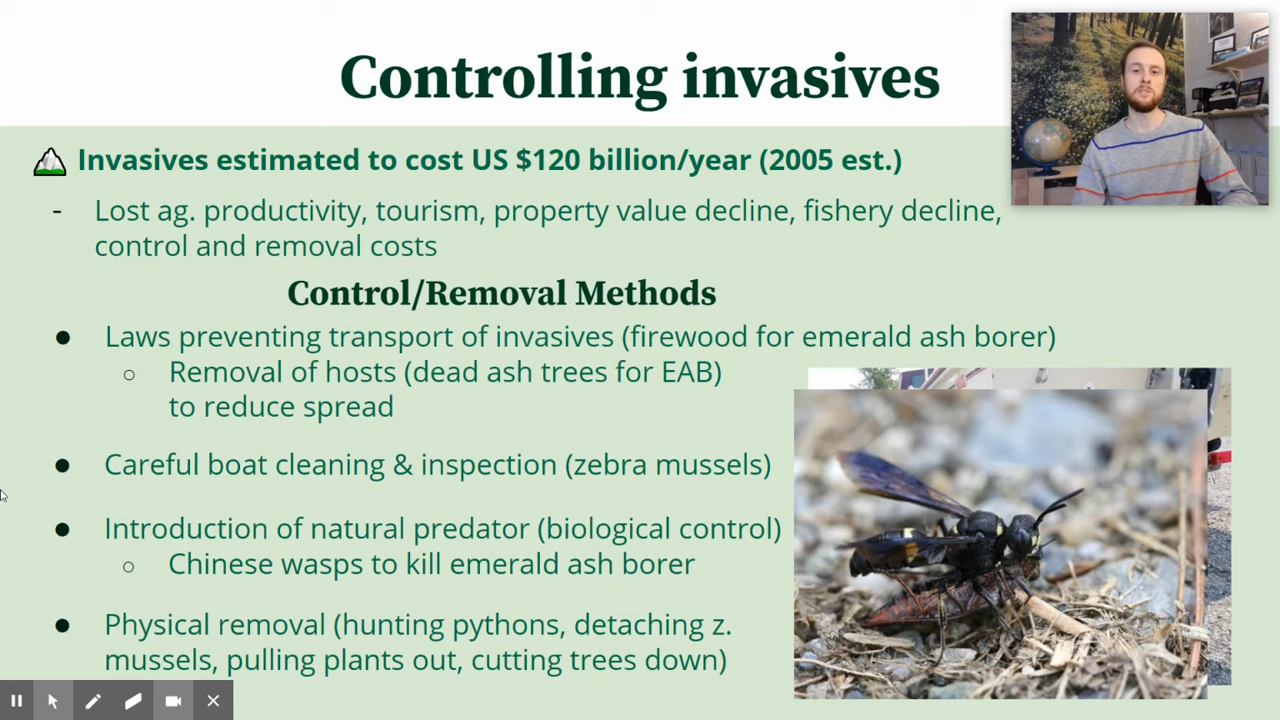 Controlling invasives
Invasives estimated to cost US $120 billion/year (2005 est.)
- Lost ag. productivity, tourism, property value decline, fishery decline,
control and removal costs
Control/Removal Methods
● Laws preventing transport of invasives (firewood for emerald ash borer)
○ Removal of hosts (dead ash trees for EAB)
to reduce spread
● Careful boat cleaning & inspection (zebra mussels)
● Introduction of natural predator (biological control)
○ Chinese wasps to kill emerald ash borer
● Physical removal (hunting pythons, detaching z.
mussels, pulling plants out, cutting trees down)